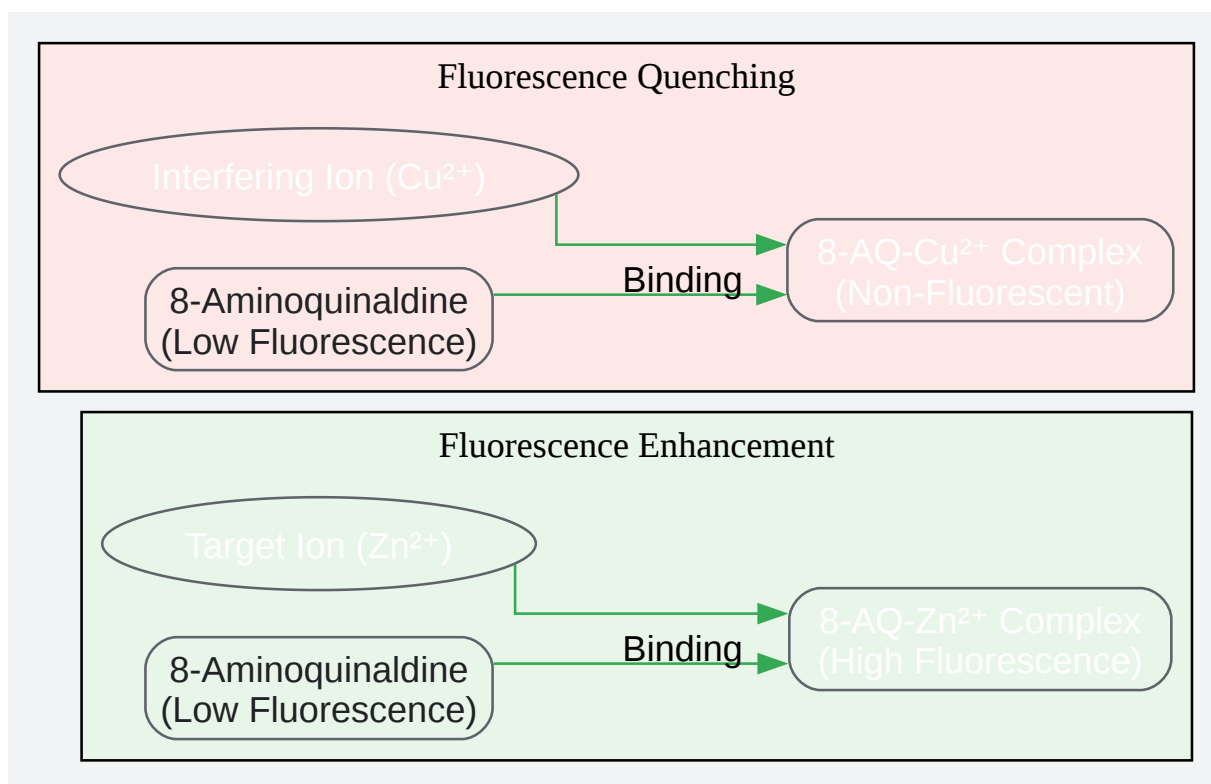 Fluorescence Quenching
Interfering Ion (Cu²⁺)
8-AQ-Cu²⁺ Complex
(Non-Fluorescent)
Binding
8-Aminoquinaldine
(Low Fluorescence)
Fluorescence Enhancement
Target Ion (Zn²⁺)
8-AQ-Zn²⁺ Complex
(High Fluorescence)
Binding
8-Aminoquinaldine
(Low Fluorescence)